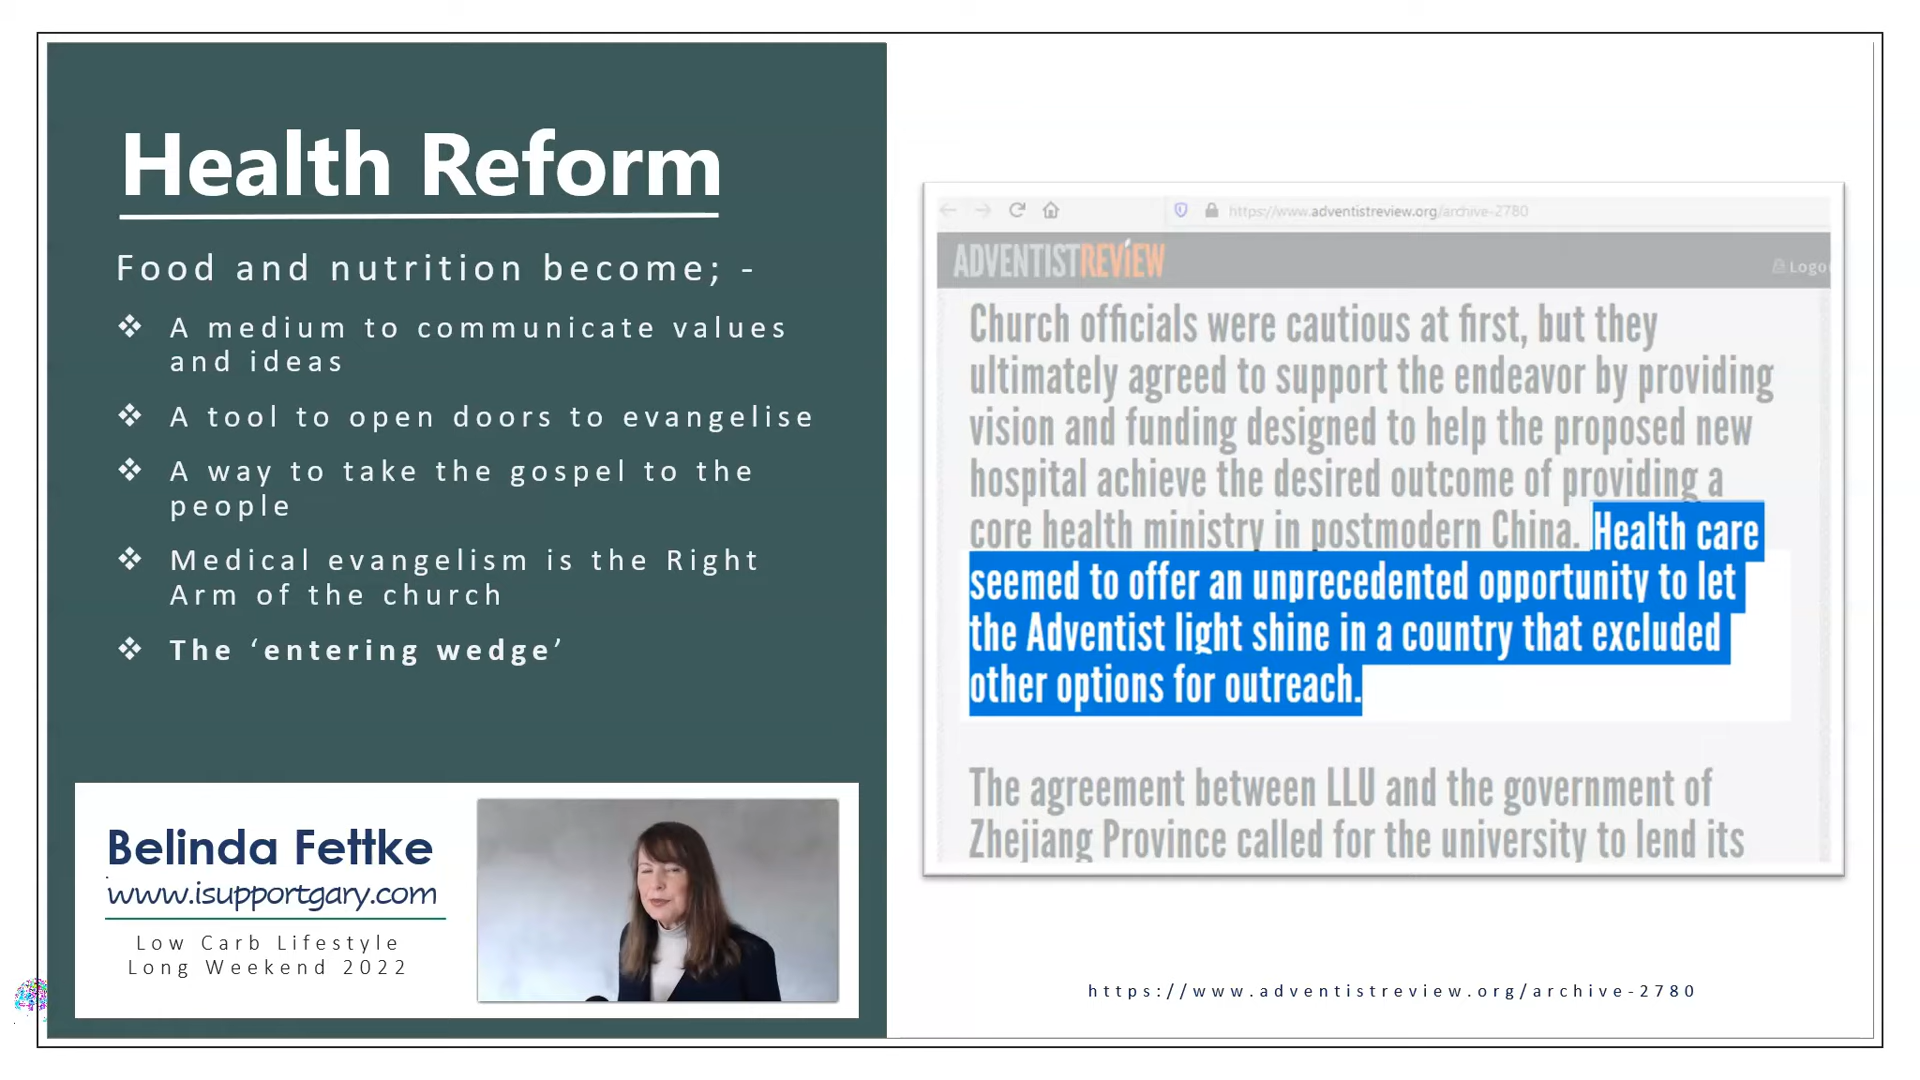 Health Reform
Food and nutrition become; -
❖ A medium to communicate values
and ideas
❖ A tool to open doors to evangelise
❖ A way to take the gospel to the
people
❖ Medical evangelism is the Right
Arm of the church
❖ The ‘entering wedge’
Belinda Fettke
www.isupportgary.com
Low Carb Lifestyle
Long Weekend 2022
https://www.adventistreview.org/archive-2780
ADVENTISTREVIEW
Logo
Church officials were cautious at first, but they
ultimately agreed to support the endeavor by providing
vision and funding designed to help the proposed new
hospital achieve the desired outcome of providing a
core health ministry in postmodern China. Health care
seemed to offer an unprecedented opportunity to let
the Adventist light shine in a country that excluded
other options for outreach.
The agreement between LLU and the government of
Zhejiang Province called for the university to lend its
https://www.adventistreview.org/archive-2780